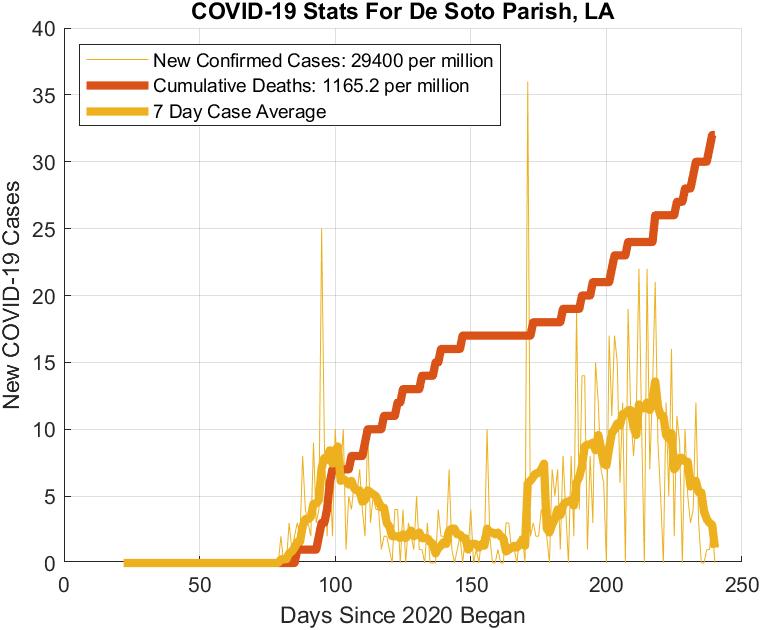 COVID-19 Stats For De Soto Parish, LA
New Confirmed Cases: 29400 per million
Cumulative Deaths: 1165.2 per million
7 Day Case Average
New COVID-19 Cases
40
35
30
25
20
15
10
5
0
0 50 100 150 200 250
Days Since 2020 Began